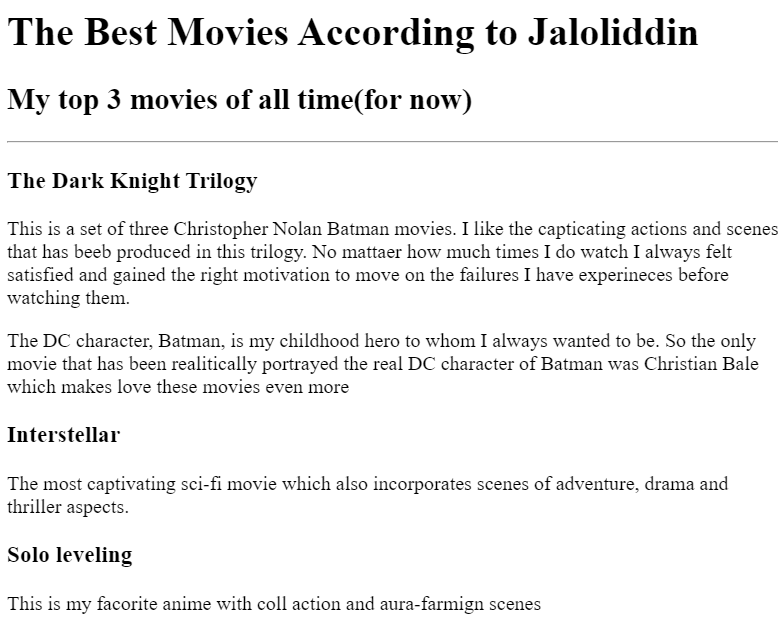 The Best Movies According to Jaloliddin
My top 3 movies of all time(for now)
The Dark Knight Trilogy
This is a set of three Christopher Nolan Batman movies. I like the capticating actions and scenes
that has beeb produced in this trilogy. No mattaer how much times I do watch I always felt
satisfied and gained the right motivation to move on the failures I have experineces before
watching them.
The DC character, Batman, is my childhood hero to whom I always wanted to be. So the only
movie that has been realitically portrayed the real DC character of Batman was Christian Bale
which makes love these movies even more
Interstellar
The most captivating sci-fi movie which also incorporates scenes of adventure, drama and
thriller aspects.
Solo leveling
This is my facorite anime with coll action and aura-farmign scenes